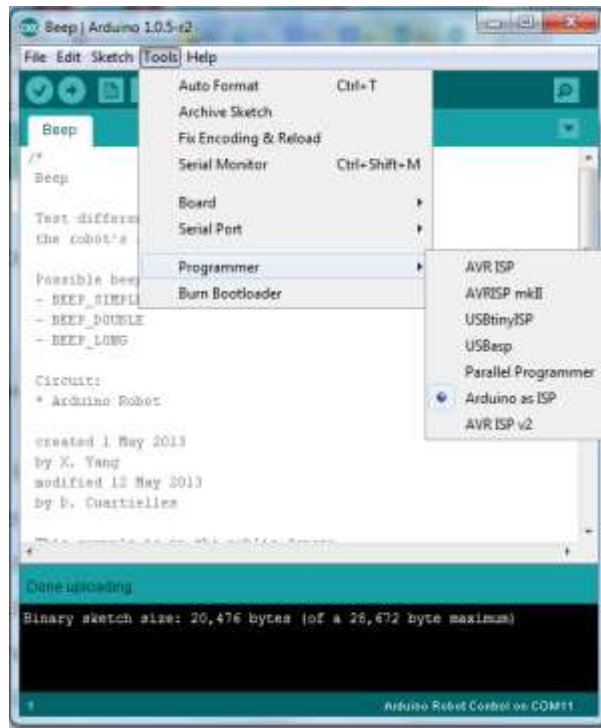 Beep | Arduino 1.0.5-r2
File Edit Sketch Tools Help
Auto Format Ctrl+T
Archive Sketch
Fix Encoding & Reload
Serial Monitor Ctrl+Shift+M
Board
Serial Port
Programmer
Burn Bootloader
AVR ISP
AVRISP mkII
USBtinyISP
USBasp
Parallel Programmer
Arduino as ISP
AVR ISP v2
Beep
/*
Beep
Test
the robot's
Possible
- BEEP_SIMPLE
- BEEP_DOUBLE
- BEEP_LONG
Circuit:
* Arduino Robot
created 1 May 2013
by X. Yang
modified 12 May 2013
by D. Cuartielles
Done uploading.
Binary sketch size: 20,476 bytes (of a 28,672 byte maximum)
1
Arduino Robot Control on COM11